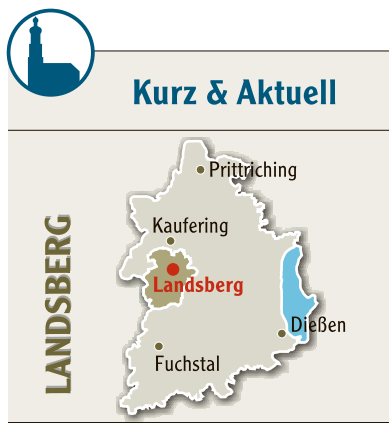 Kurz & Aktuell
LANDSBERG
Prittriching
Kaufering
Landsberg
Dießen
Fuchstal